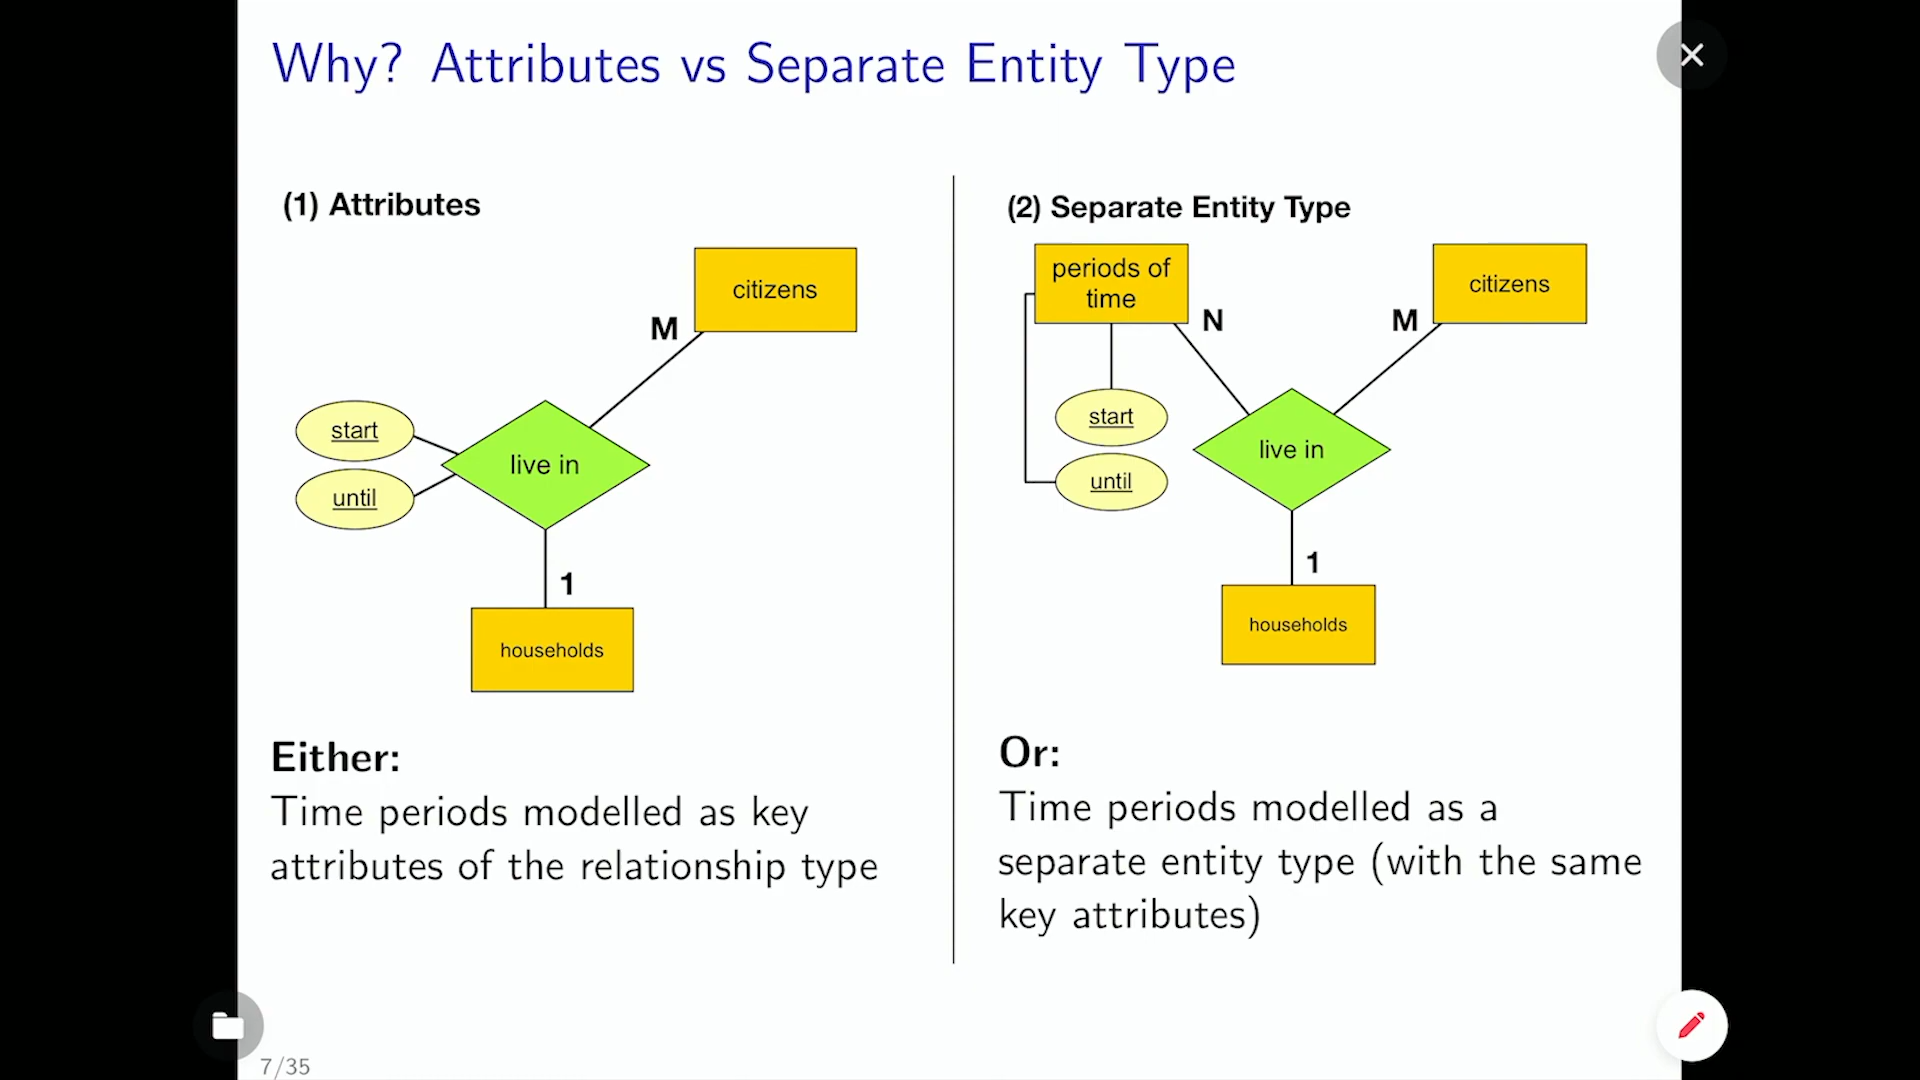 Why? Attributes vs Separate Entity Type
(1) Attributes
citizens
M
start
until
live in
1
households
Either:
Time periods modelled as key
attributes of the relationship type
(2) Separate Entity Type
periods of
time
citizens
N
M
start
until
live in
1
households
Or:
Time periods modelled as a
separate entity type (with the same
key attributes)
7/35